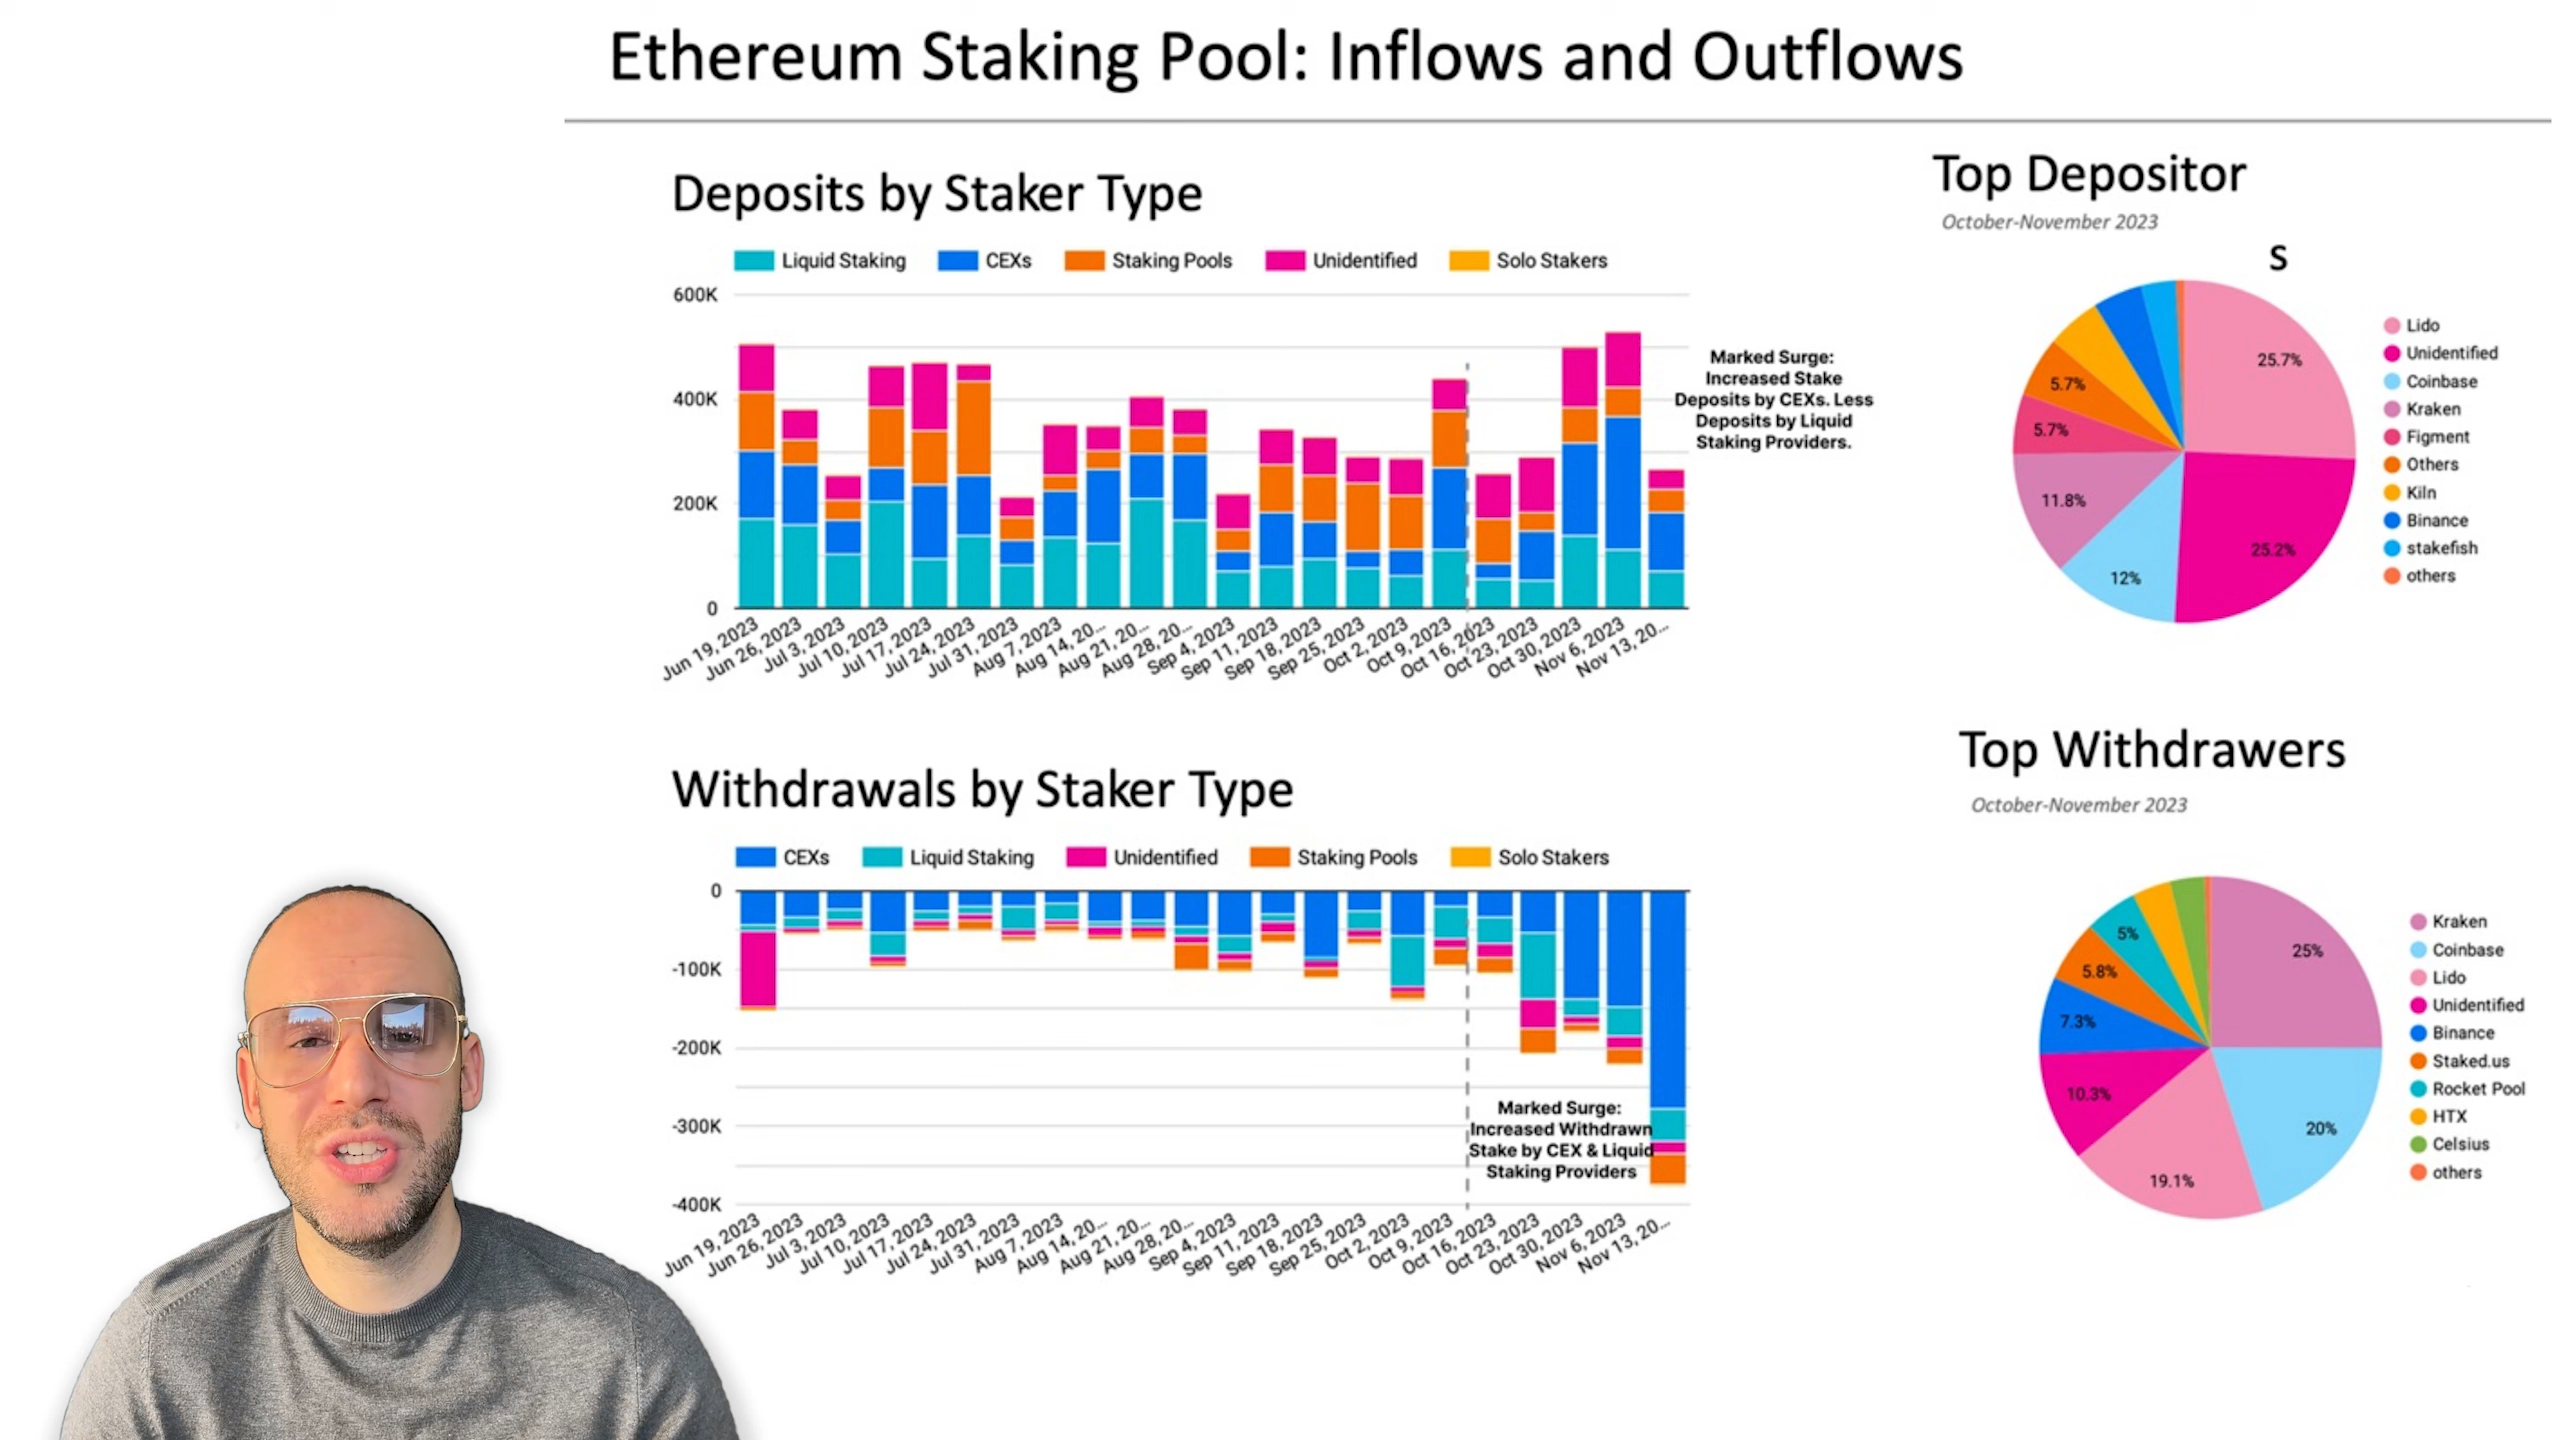 Ethereum Staking Pool: Inflows and Outflows
Deposits by Staker Type
Liquid Staking CEXs Staking Pools Unidentified Solo Stakers
600K
400K
200K
0
Jun 19, 2023 Jun 26, 2023 Jul 3, 2023 Jul 10, 2023 Jul 17, 2023 Jul 24, 2023 Jul 31, 2023 Aug 7, 2023 Aug 14, 20... Aug 21, 20... Aug 28, 20... Sep 4, 2023 Sep 11, 2023 Sep 18, 2023 Sep 25, 2023 Oct 2, 2023 Oct 9, 2023 Oct 16, 2023 Oct 23, 2023 Oct 30, 2023 Nov 6, 2023 Nov 13, 20...
Marked Surge:
Increased Stake
Deposits by CEXs. Less
Deposits by Liquid
Staking Providers.
Top Depositor
October-November 2023
S
25.7%
25.2%
12%
11.8%
5.7%
5.7%
Lido
Unidentified
Coinbase
Kraken
Figment
Others
Kiln
Binance
stakefish
others
Withdrawals by Staker Type
CEXs Liquid Staking Unidentified Staking Pools Solo Stakers
0
-100K
-200K
-300K
-400K
Marked Surge:
Increased Withdrawn
Stake by CEX & Liquid
Staking Providers
Jun 19, 2023 Jun 26, 2023 Jul 3, 2023 Jul 10, 2023 Jul 17, 2023 Jul 24, 2023 Jul 31, 2023 Aug 7, 2023 Aug 14, 20... Aug 21, 20... Aug 28, 20... Sep 4, 2023 Sep 11, 2023 Sep 18, 2023 Sep 25, 2023 Oct 2, 2023 Oct 9, 2023 Oct 16, 2023 Oct 23, 2023 Oct 30, 2023 Nov 6, 2023 Nov 13, 20...
Top Withdrawers
October-November 2023
25%
20%
19.1%
10.3%
7.3%
5.8%
5%
Kraken
Coinbase
Lido
Unidentified
Binance
Staked.us
Rocket Pool
HTX
Celsius
others